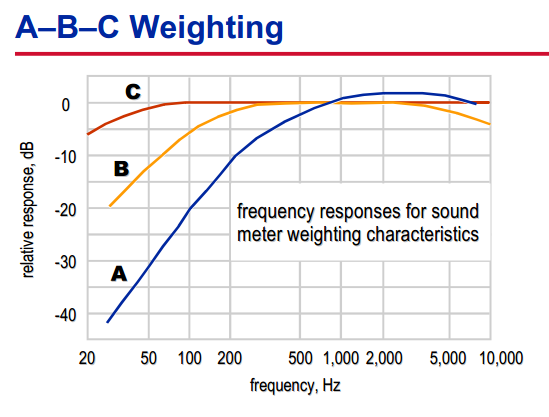 A–B–C Weighting
C
0
B
-10
-20
frequency responses for sound
meter weighting characteristics
-30
A
-40
relative response, dB
20 50 100 200 500 1,000 2,000 5,000 10,000
frequency, Hz